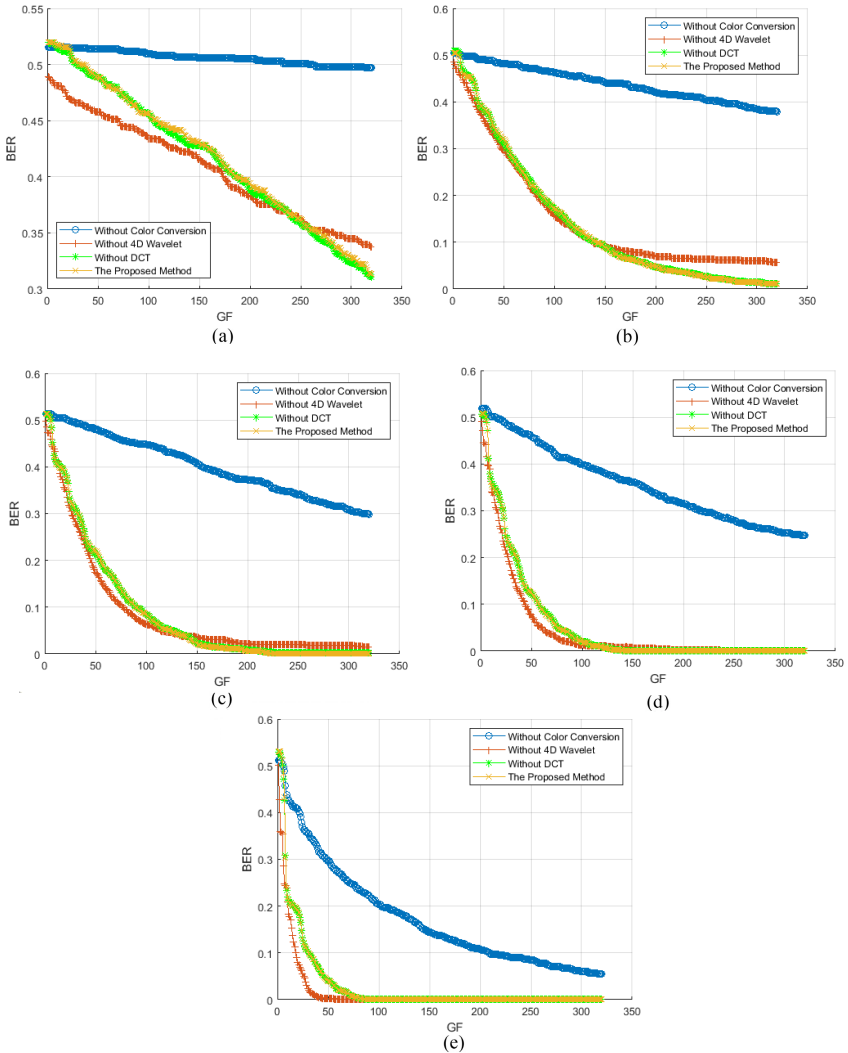 0.55
0.5
0.45
0.4
0.35
0.3
BER
Without Color Conversion
Without 4D Wavelet
Without DCT
The Proposed Method
0 50 100 150 200 250 300 350
GF
(a)
0.6
0.5
0.4
0.3
0.2
0.1
0
BER
Without Color Conversion
Without 4D Wavelet
Without DCT
The Proposed Method
0 50 100 150 200 250 300 350
GF
(b)
0.6
0.5
0.4
0.3
0.2
0.1
0
BER
Without Color Conversion
Without 4D Wavelet
Without DCT
The Proposed Method
0 50 100 150 200 250 300 350
GF
(c)
0.6
0.5
0.4
0.3
0.2
0.1
0
BER
Without Color Conversion
Without 4D Wavelet
Without DCT
The Proposed Method
0 50 100 150 200 250 300 350
GF
(d)
0.6
0.5
0.4
0.3
0.2
0.1
0
BER
Without Color Conversion
Without 4D Wavelet
Without DCT
The Proposed Method
0 50 100 150 200 250 300 350
GF
(e)